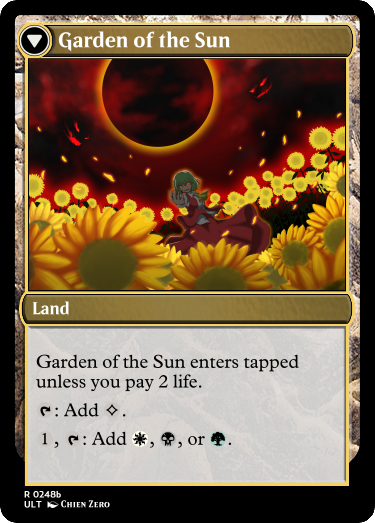 Garden of the Sun
Land
Garden of the Sun enters tapped
unless you pay 2 life.
: Add .
1 , : Add , , or .
R 0248b
ULT Chien Zero